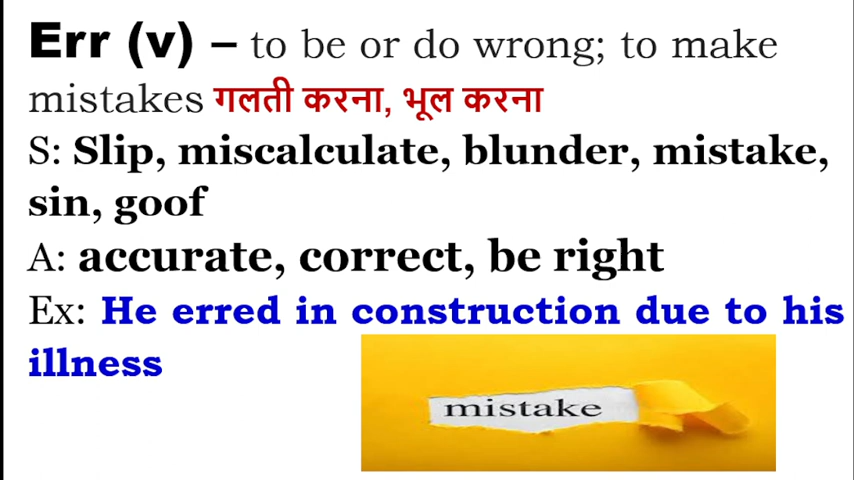 Err (v) – to be or do wrong; to make
mistakes गलती करना, भूल करना
S: Slip, miscalculate, blunder, mistake,
sin, goof
A: accurate, correct, be right
Ex: He erred in construction due to his
illness
mistake